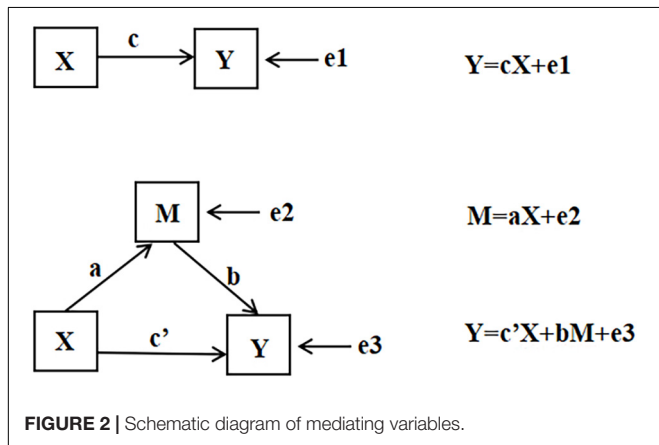 c
X Y e1 Y=cX+e1
M e2 M=aX+e2
a b
X c’ Y e3 Y=c’X+bM+e3
FIGURE 2 | Schematic diagram of mediating variables.